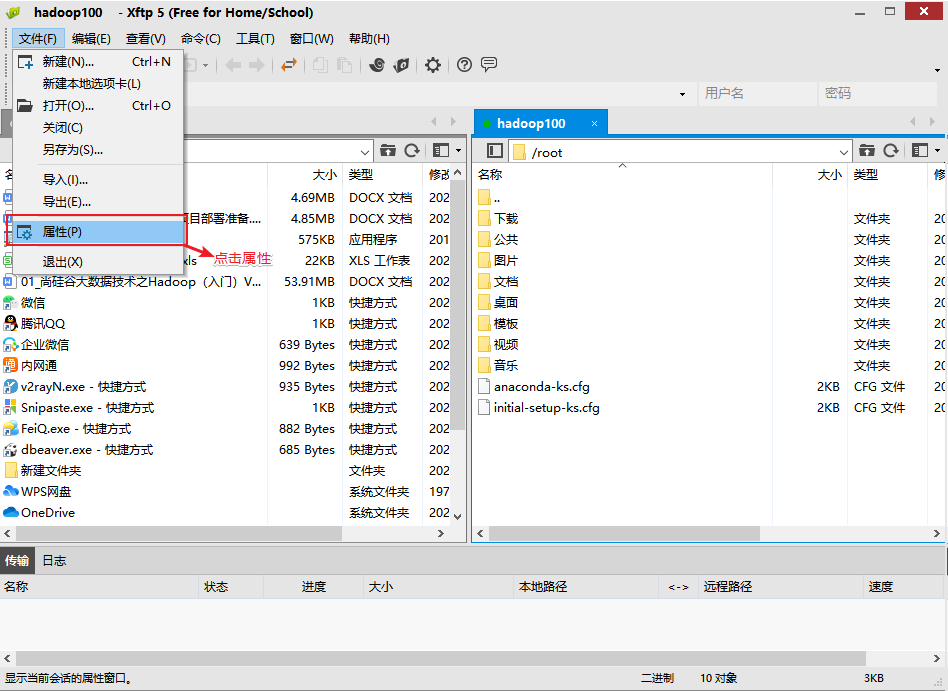 hadoop100 - Xftp 5 (Free for Home/School)
文件(F) 编辑(E) 查看(V) 命令(C) 工具(T) 窗口(W) 帮助(H)
新建(N)... Ctrl+N
新建本地选项卡(L)
打开(O)... Ctrl+O
关闭(C)
另存为(S)...
导入(I)...
导出(E)...
属性(P)
退出(X)
点击属性
用户名 密码
大小 类型 修改
4.69MB DOCX 文档 202
项目部署准备.... 4.85MB DOCX 文档 202
575KB 应用程序 201
xls 22KB XLS 工作表 202
01_尚硅谷大数据技术之Hadoop（入门）V... 53.91MB DOCX 文档 202
微信 1KB 快捷方式 202
腾讯QQ 1KB 快捷方式 202
企业微信 639 Bytes 快捷方式 202
内网通 992 Bytes 快捷方式 202
v2rayN.exe - 快捷方式 935 Bytes 快捷方式 202
Snipaste.exe - 快捷方式 1KB 快捷方式 202
FeiQ.exe - 快捷方式 882 Bytes 快捷方式 202
dbeaver.exe - 快捷方式 685 Bytes 快捷方式 202
新建文件夹 文件夹 202
WPS网盘 系统文件夹 197
OneDrive 系统文件夹 202
hadoop100 ×
/root
名称 大小 类型 修
..
下载 文件夹 20
公共 文件夹 20
图片 文件夹 20
文档 文件夹 20
桌面 文件夹 20
模板 文件夹 20
视频 文件夹 20
音乐 文件夹 20
anaconda-ks.cfg 2KB CFG 文件 20
initial-setup-ks.cfg 2KB CFG 文件 20
传输 日志
名称 状态 进度 大小 本地路径 <-> 远程路径 速度
显示当前会话的属性窗口。 二进制 10 对象 3KB